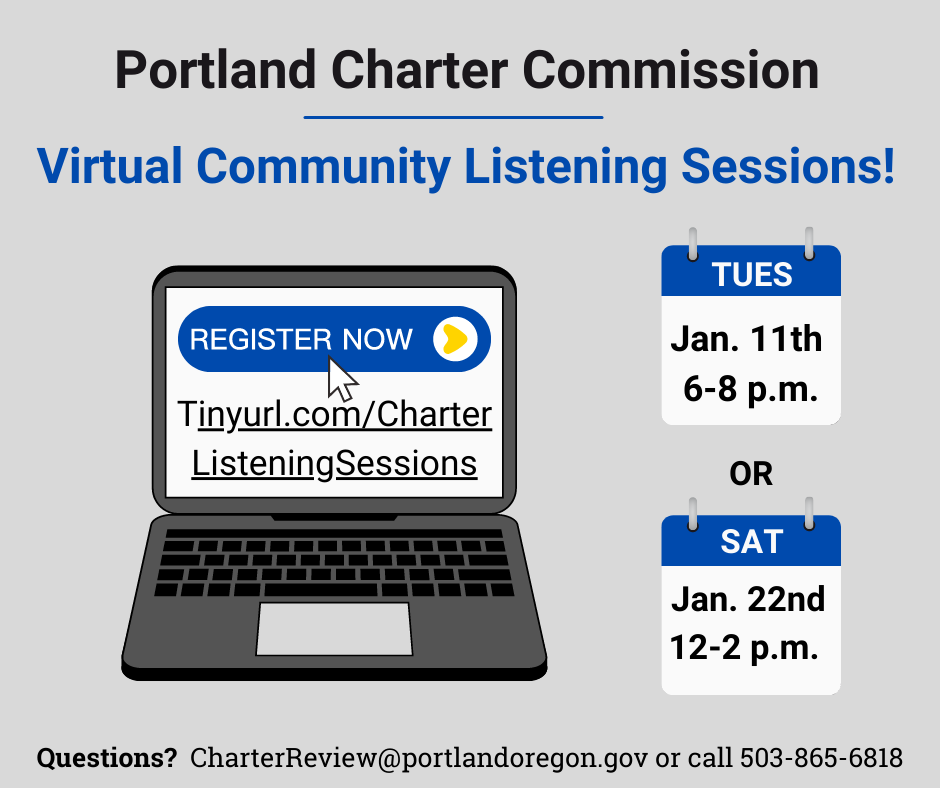 Portland Charter Commission
Virtual Community Listening Sessions!
REGISTER NOW
Tinyurl.com/Charter
ListeningSessions
TUES
Jan. 11th
6-8 p.m.
OR
SAT
Jan. 22nd
12-2 p.m.
Questions? CharterReview@portlandoregon.gov or call 503-865-6818